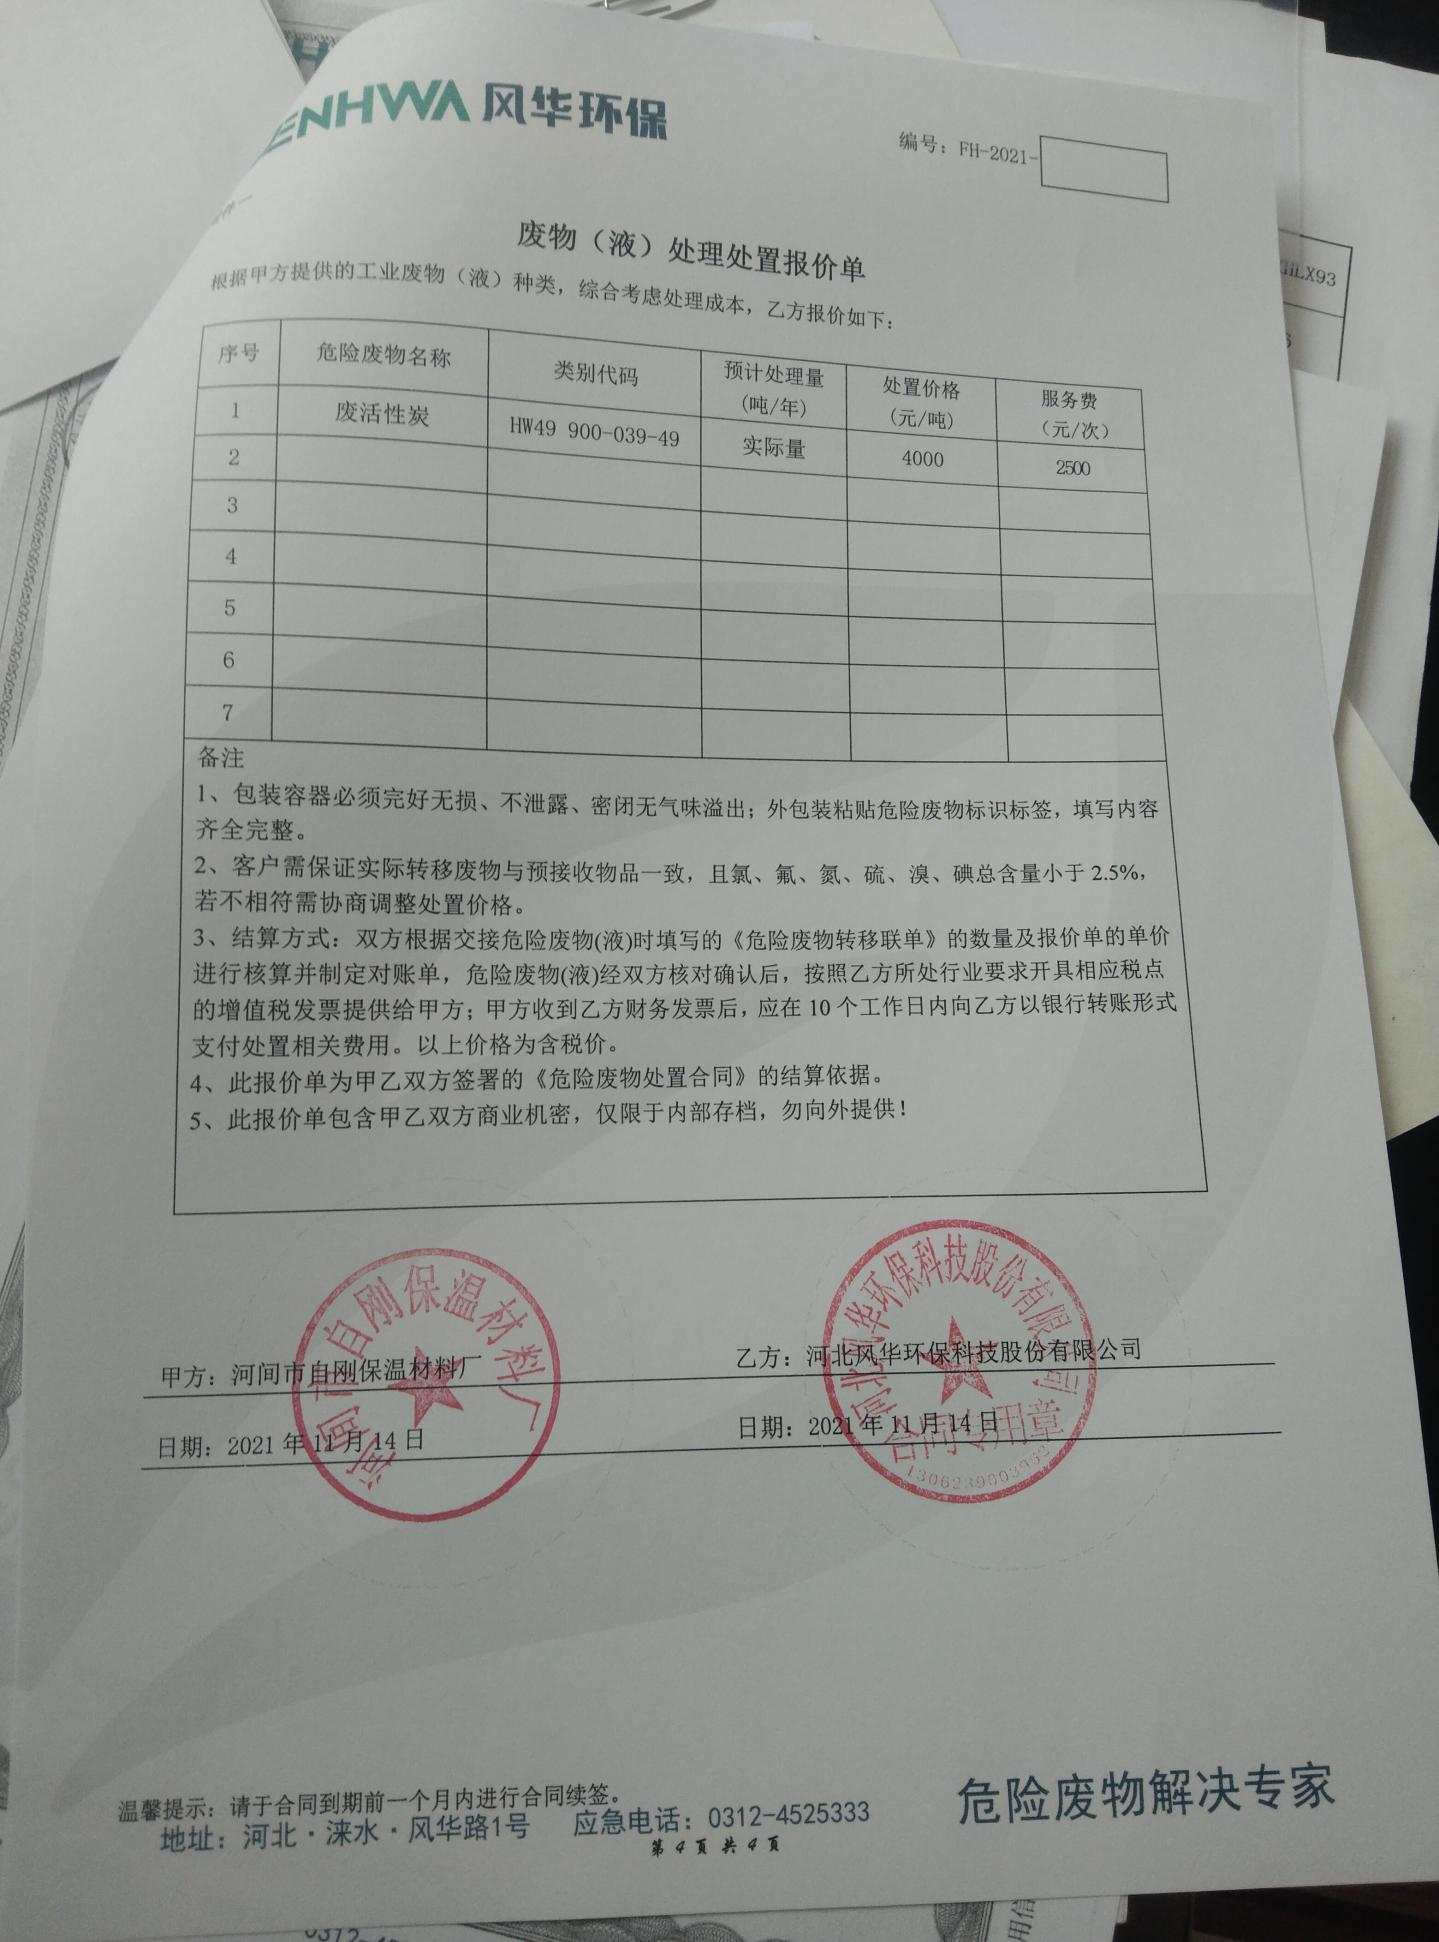 ENHWA 风华环保
编号：FH-2021-
废物（液）处理处置报价单
根据甲方提供的工业废物（液）种类，综合考虑处理成本，乙方报价如下：
序号 危险废物名称 类别代码 预计处理量（吨/年） 处置价格（元/吨） 服务费（元/次）
1 废活性炭 HW49 900-039-49 实际量 4000 2500
2
3
4
5
6
7
备注
1、包装容器必须完好无损、不泄露、密闭无气味溢出；外包装粘贴危险废物标识标签，填写内容
齐全完整。
2、客户需保证实际转移废物与预接收物品一致，且氯、氟、氮、硫、溴、碘总含量小于 2.5%，
若不相符需协商调整处置价格。
3、结算方式：双方根据交接危险废物(液)时填写的《危险废物转移联单》的数量及报价单的单价
进行核算并制定对账单，危险废物(液)经双方核对确认后，按照乙方所处行业要求开具相应税点
的增值税发票提供给甲方；甲方收到乙方财务发票后，应在 10 个工作日内向乙方以银行转账形式
支付处置相关费用。以上价格为含税价。
4、此报价单为甲乙双方签署的《危险废物处置合同》的结算依据。
5、此报价单包含甲乙双方商业机密，仅限于内部存档，勿向外提供！
甲方：河间市自刚保温材料厂
乙方：河北风华环保科技股份有限公司
日期：2021 年 11 月 14 日
日期：2021 年 11 月 14 日
河间市自刚保温材料厂
河北风华环保科技股份有限公司
合同专用章
温馨提示：请于合同到期前一个月内进行合同续签。
地址：河北·涞水·风华路1号 应急电话：0312-4525333
危险废物解决专家
第 4 页 共 4 页